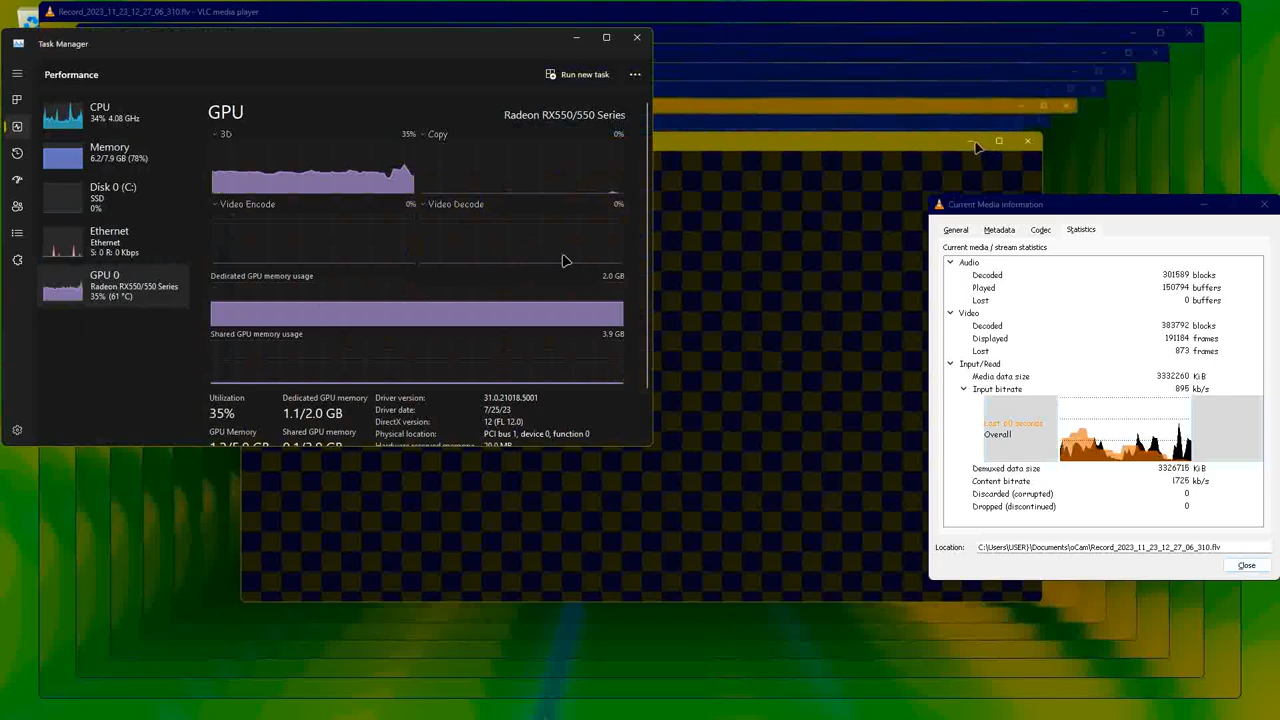 Record_2023_11_23_12_27_06_310.flv - VLC media player
Task Manager
Performance
Run new task
CPU
34% 4.08 GHz
Memory
6.2/7.9 GB (78%)
Disk 0 (C:)
SSD
0%
Ethernet
Ethernet
S: 0 R: 0 Kbps
GPU 0
Radeon RX550/550 Series
35% (61 °C)
GPU
Radeon RX550/550 Series
3D 35%
Copy 0%
Video Encode 0%
Video Decode 0%
Dedicated GPU memory usage 2.0 GB
Shared GPU memory usage 3.9 GB
Utilization
35%
Dedicated GPU memory
1.1/2.0 GB
Driver version: 31.0.21018.5001
Driver date: 7/25/23
DirectX version: 12 (FL 12.0)
Physical location: PCI bus 1, device 0, function 0
GPU Memory
Shared GPU memory
Hardware reserved memory:
Current Media Information
General Metadata Codec Statistics
Current media / stream statistics
Audio
Decoded 301589 blocks
Played 150794 buffers
Lost 0 buffers
Video
Decoded 383792 blocks
Displayed 191184 frames
Lost 873 frames
Input/Read
Media data size 3332260 KiB
Input bitrate 895 kb/s
Last 60 seconds
Overall
Demuxed data size 3326715 KiB
Content bitrate 1725 kb/s
Discarded (corrupted) 0
Dropped (discontinued) 0
Location: C:\Users\USER}\Documents\oCam\Record_2023_11_23_12_27_06_310.flv
Close